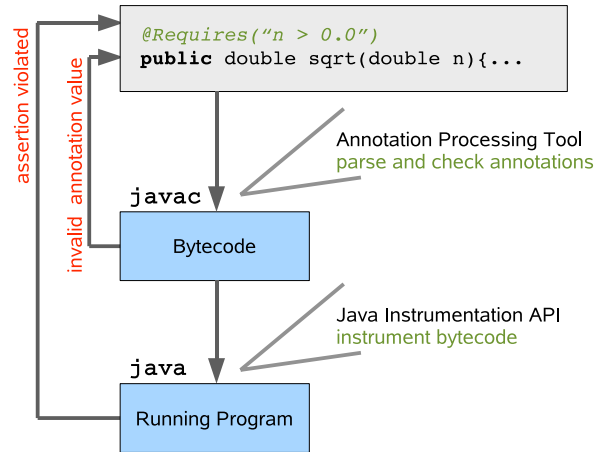 @Requires(“n > 0.0”)
public double sqrt(double n){...
assertion violated
invalid annotation value
Annotation Processing Tool
parse and check annotations
javac
Bytecode
Java Instrumentation API
instrument bytecode
java
Running Program